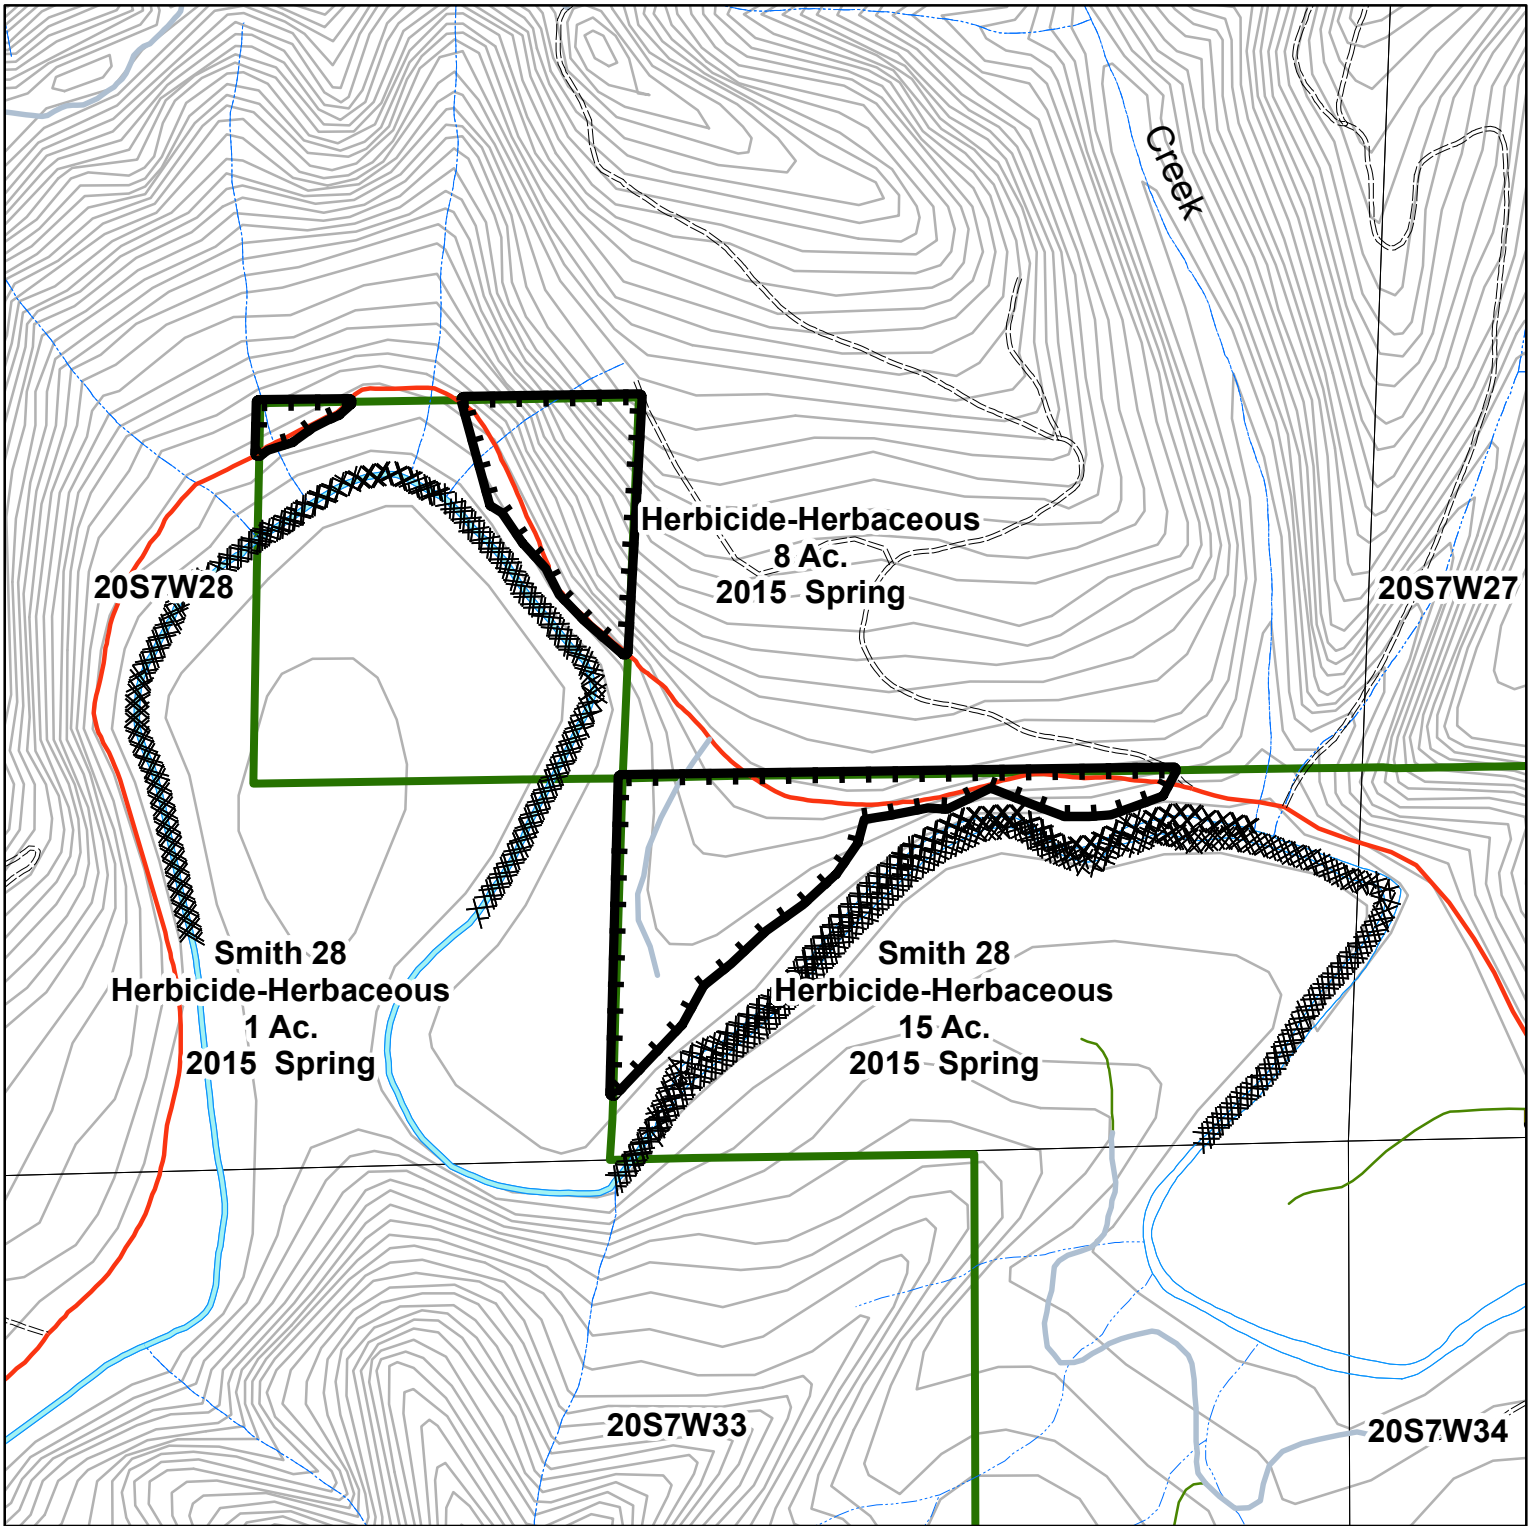 Creek
Herbicide-Herbaceous
8 Ac.
2015 Spring
20S7W28
20S7W27
Smith 28
Herbicide-Herbaceous
1 Ac.
2015 Spring
Smith 28
Herbicide-Herbaceous
15 Ac.
2015 Spring
20S7W33
20S7W34